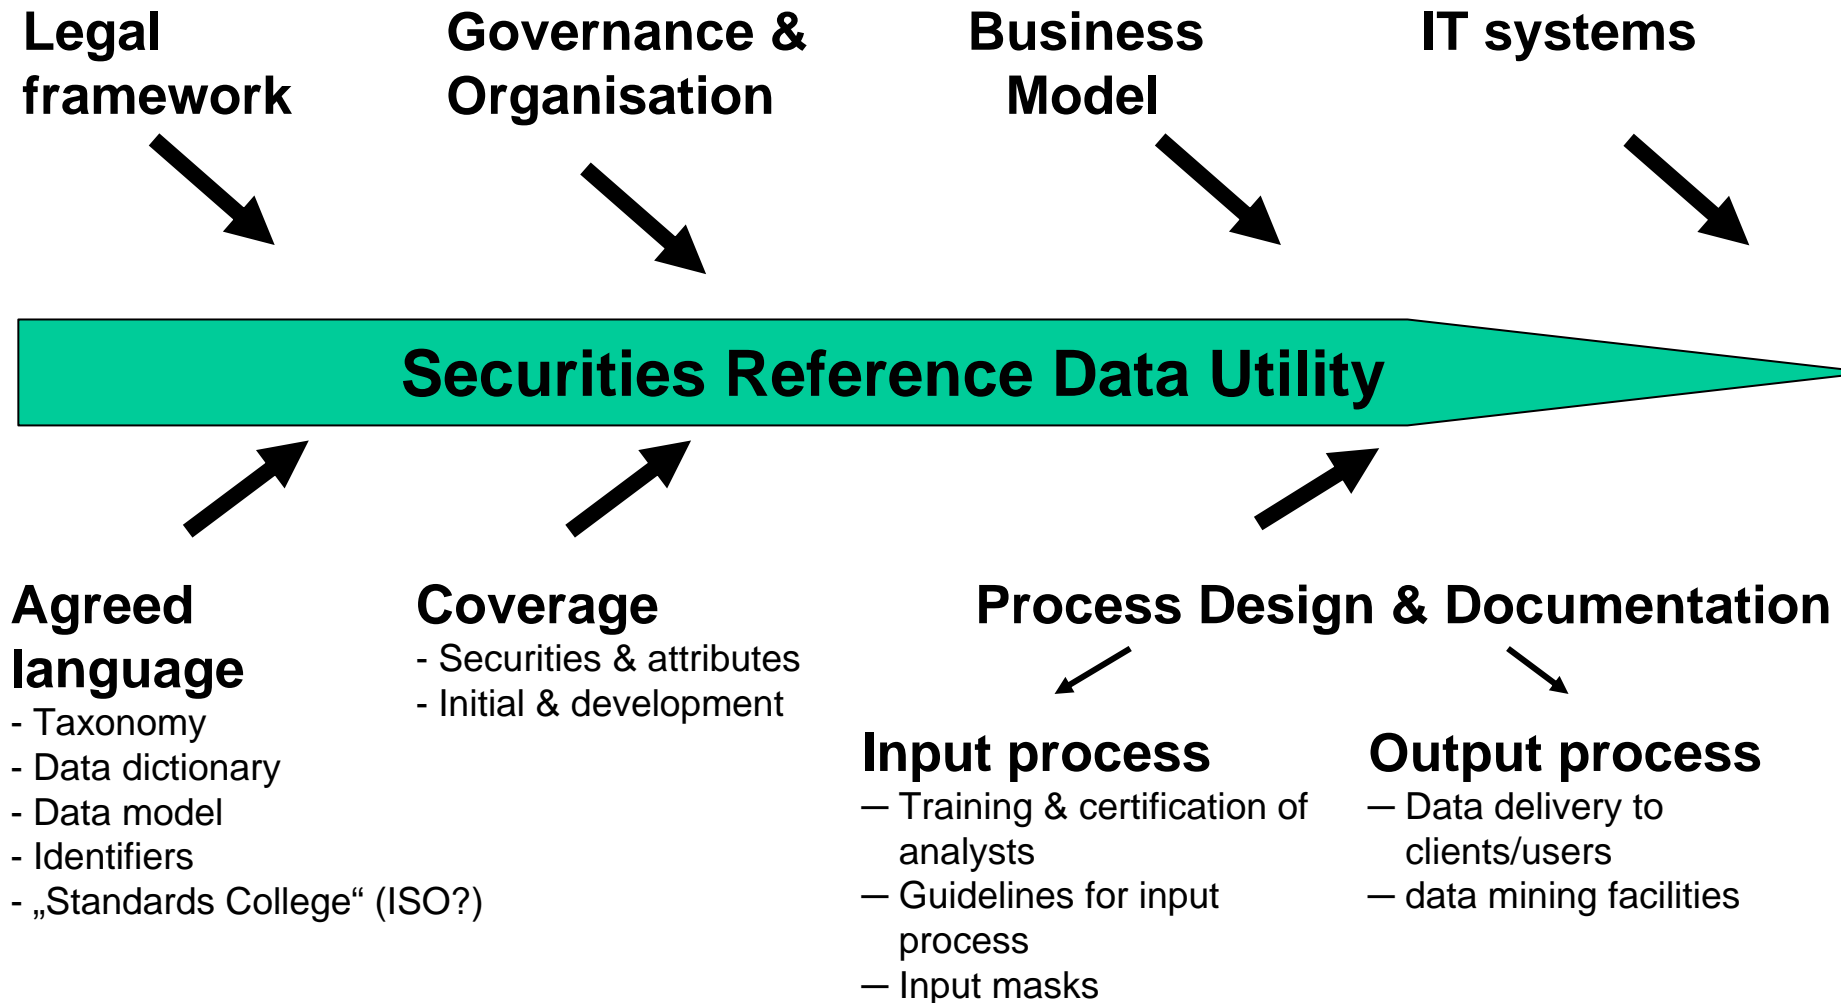 Legal
framework
Governance &
Organisation
Business
Model
IT systems
Securities Reference Data Utility
Agreed
language
- Taxonomy
- Data dictionary
- Data model
- Identifiers
- „Standards College“ (ISO?)
Coverage
- Securities & attributes
- Initial & development
Process Design & Documentation
Input process
— Training & certification of
analysts
— Guidelines for input
process
— Input masks
Output process
— Data delivery to
clients/users
— data mining facilities